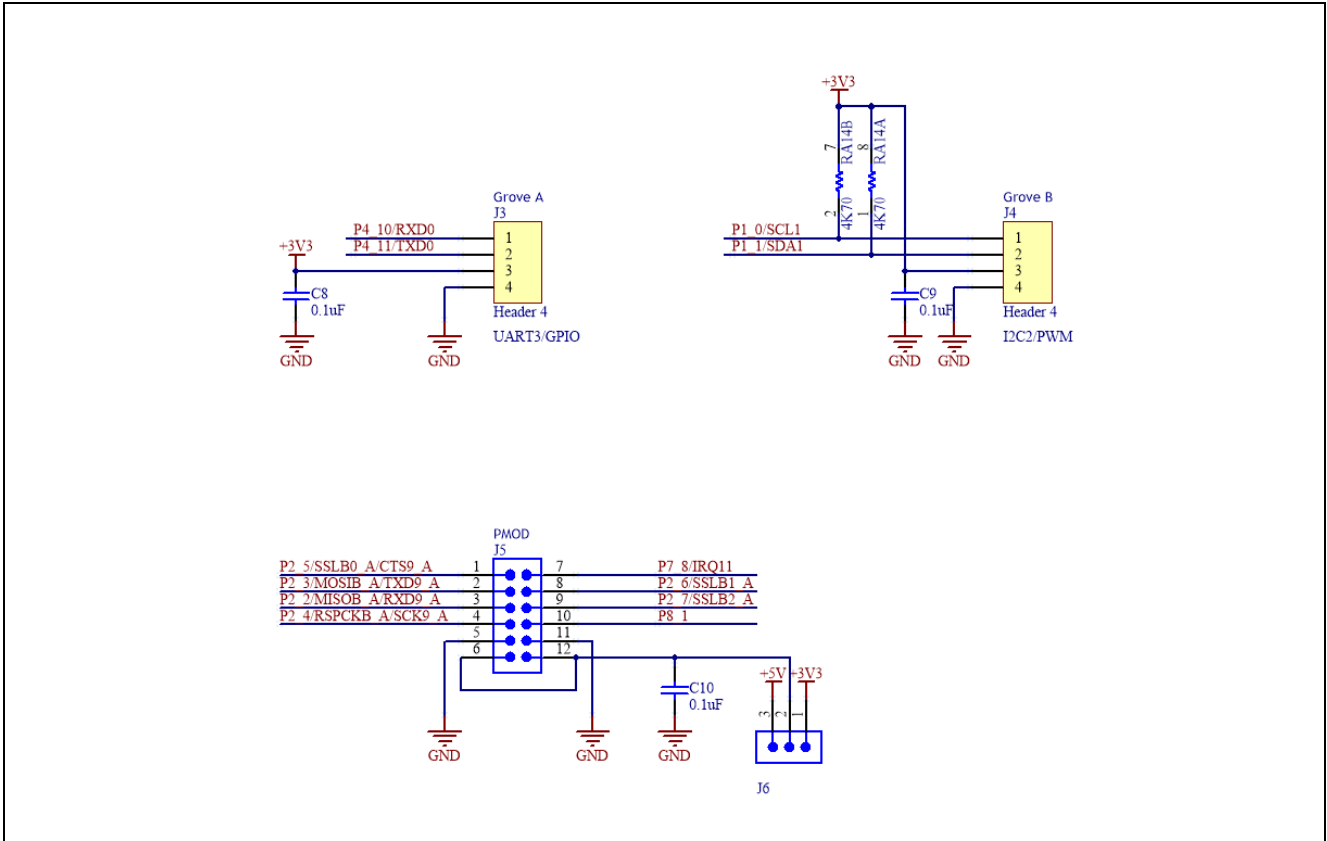 +3V3
RA14B
RA14A
7
8
2
1
4K70
4K70
Grove A
J3
P4_10/RXD0
P4_11/TXD0
1
2
3
4
+3V3
C8
0.1uF
Header 4
UART3/GPIO
GND
GND
Grove B
J4
P1_0/SCL1
P1_1/SDA1
1
2
3
4
C9
0.1uF
Header 4
I2C2/PWM
GND
GND
PMOD
J5
P2_5/SSLB0_A/CTS9_A 1 7 P7_8/IRQ11
P2_3/MOSIB_A/TXD9_A 2 8 P2_6/SSLB1_A
P2_2/MISOB_A/RXD9_A 3 9 P2_7/SSLB2_A
P2_4/RSPCKB_A/SCK9_A 4 10 P8_1
5 11
6 12
C10
0.1uF
+5V +3V3
3 2 1
GND
GND
GND
J6